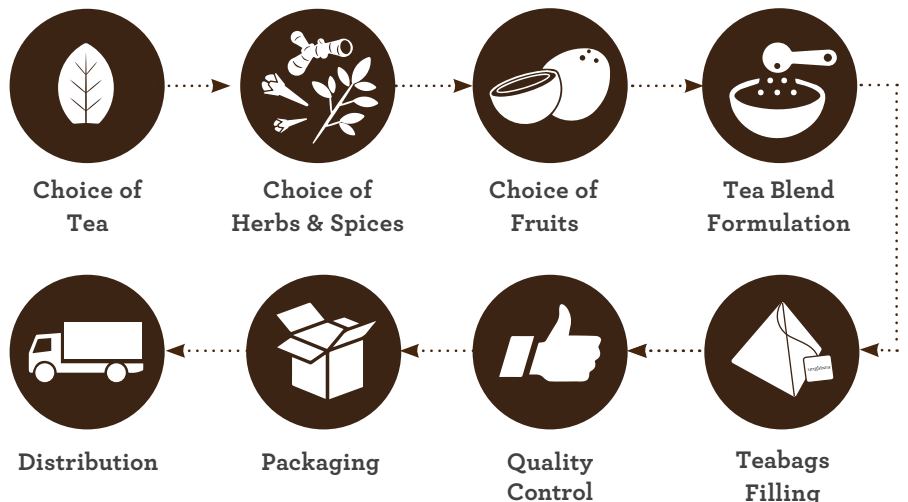 Choice of
Tea
Choice of
Herbs & Spices
Choice of
Fruits
Tea Blend
Formulation
Distribution
Packaging
Quality
Control
Teabags
Filling